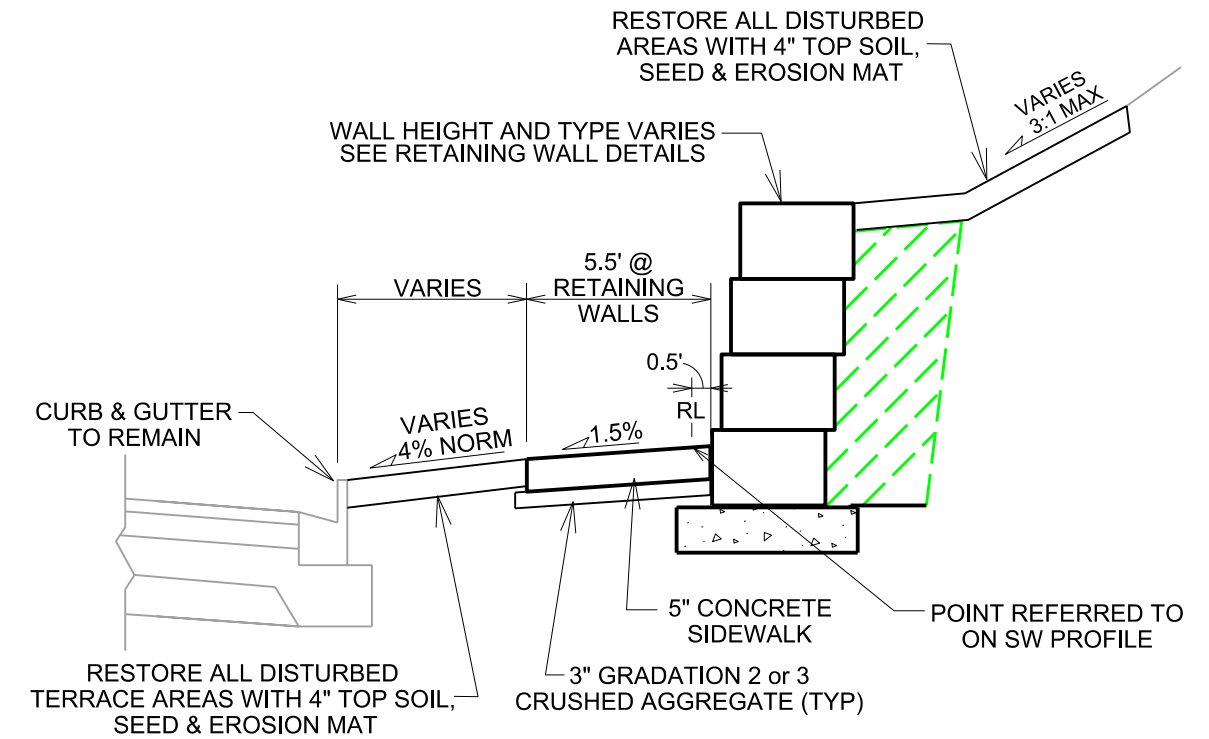 RESTORE ALL DISTURBED
AREAS WITH 4" TOP SOIL,
SEED & EROSION MAT
VARIES
3:1 MAX
WALL HEIGHT AND TYPE VARIES
SEE RETAINING WALL DETAILS
VARIES
5.5' @
RETAINING
WALLS
0.5'
RL
CURB & GUTTER
TO REMAIN
VARIES
4% NORM
1.5%
5" CONCRETE
SIDEWALK
POINT REFERRED TO
ON SW PROFILE
RESTORE ALL DISTURBED
TERRACE AREAS WITH 4" TOP SOIL,
SEED & EROSION MAT
3" GRADATION 2 or 3
CRUSHED AGGREGATE (TYP)